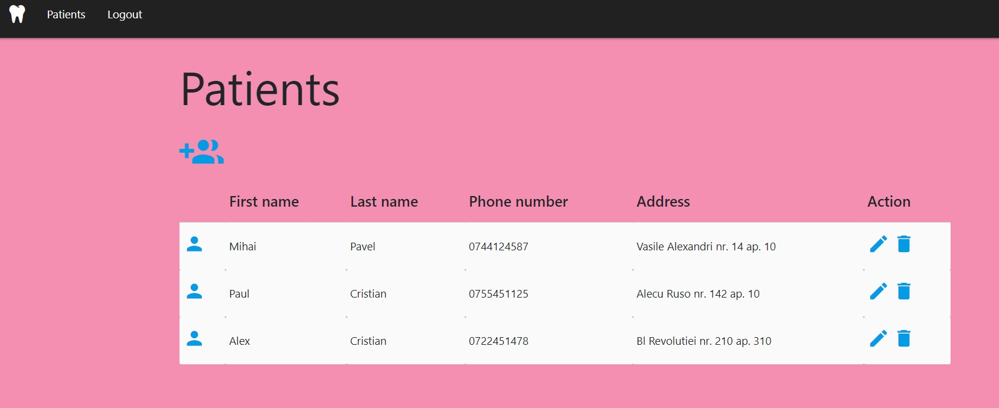 Patients Logout
Patients
First name Last name Phone number Address Action
Mihai Pavel 0744124587 Vasile Alexandri nr. 14 ap. 10
Paul Cristian 0755451125 Alecu Ruso nr. 142 ap. 10
Alex Cristian 0722451478 Bl Revolutiei nr. 210 ap. 310